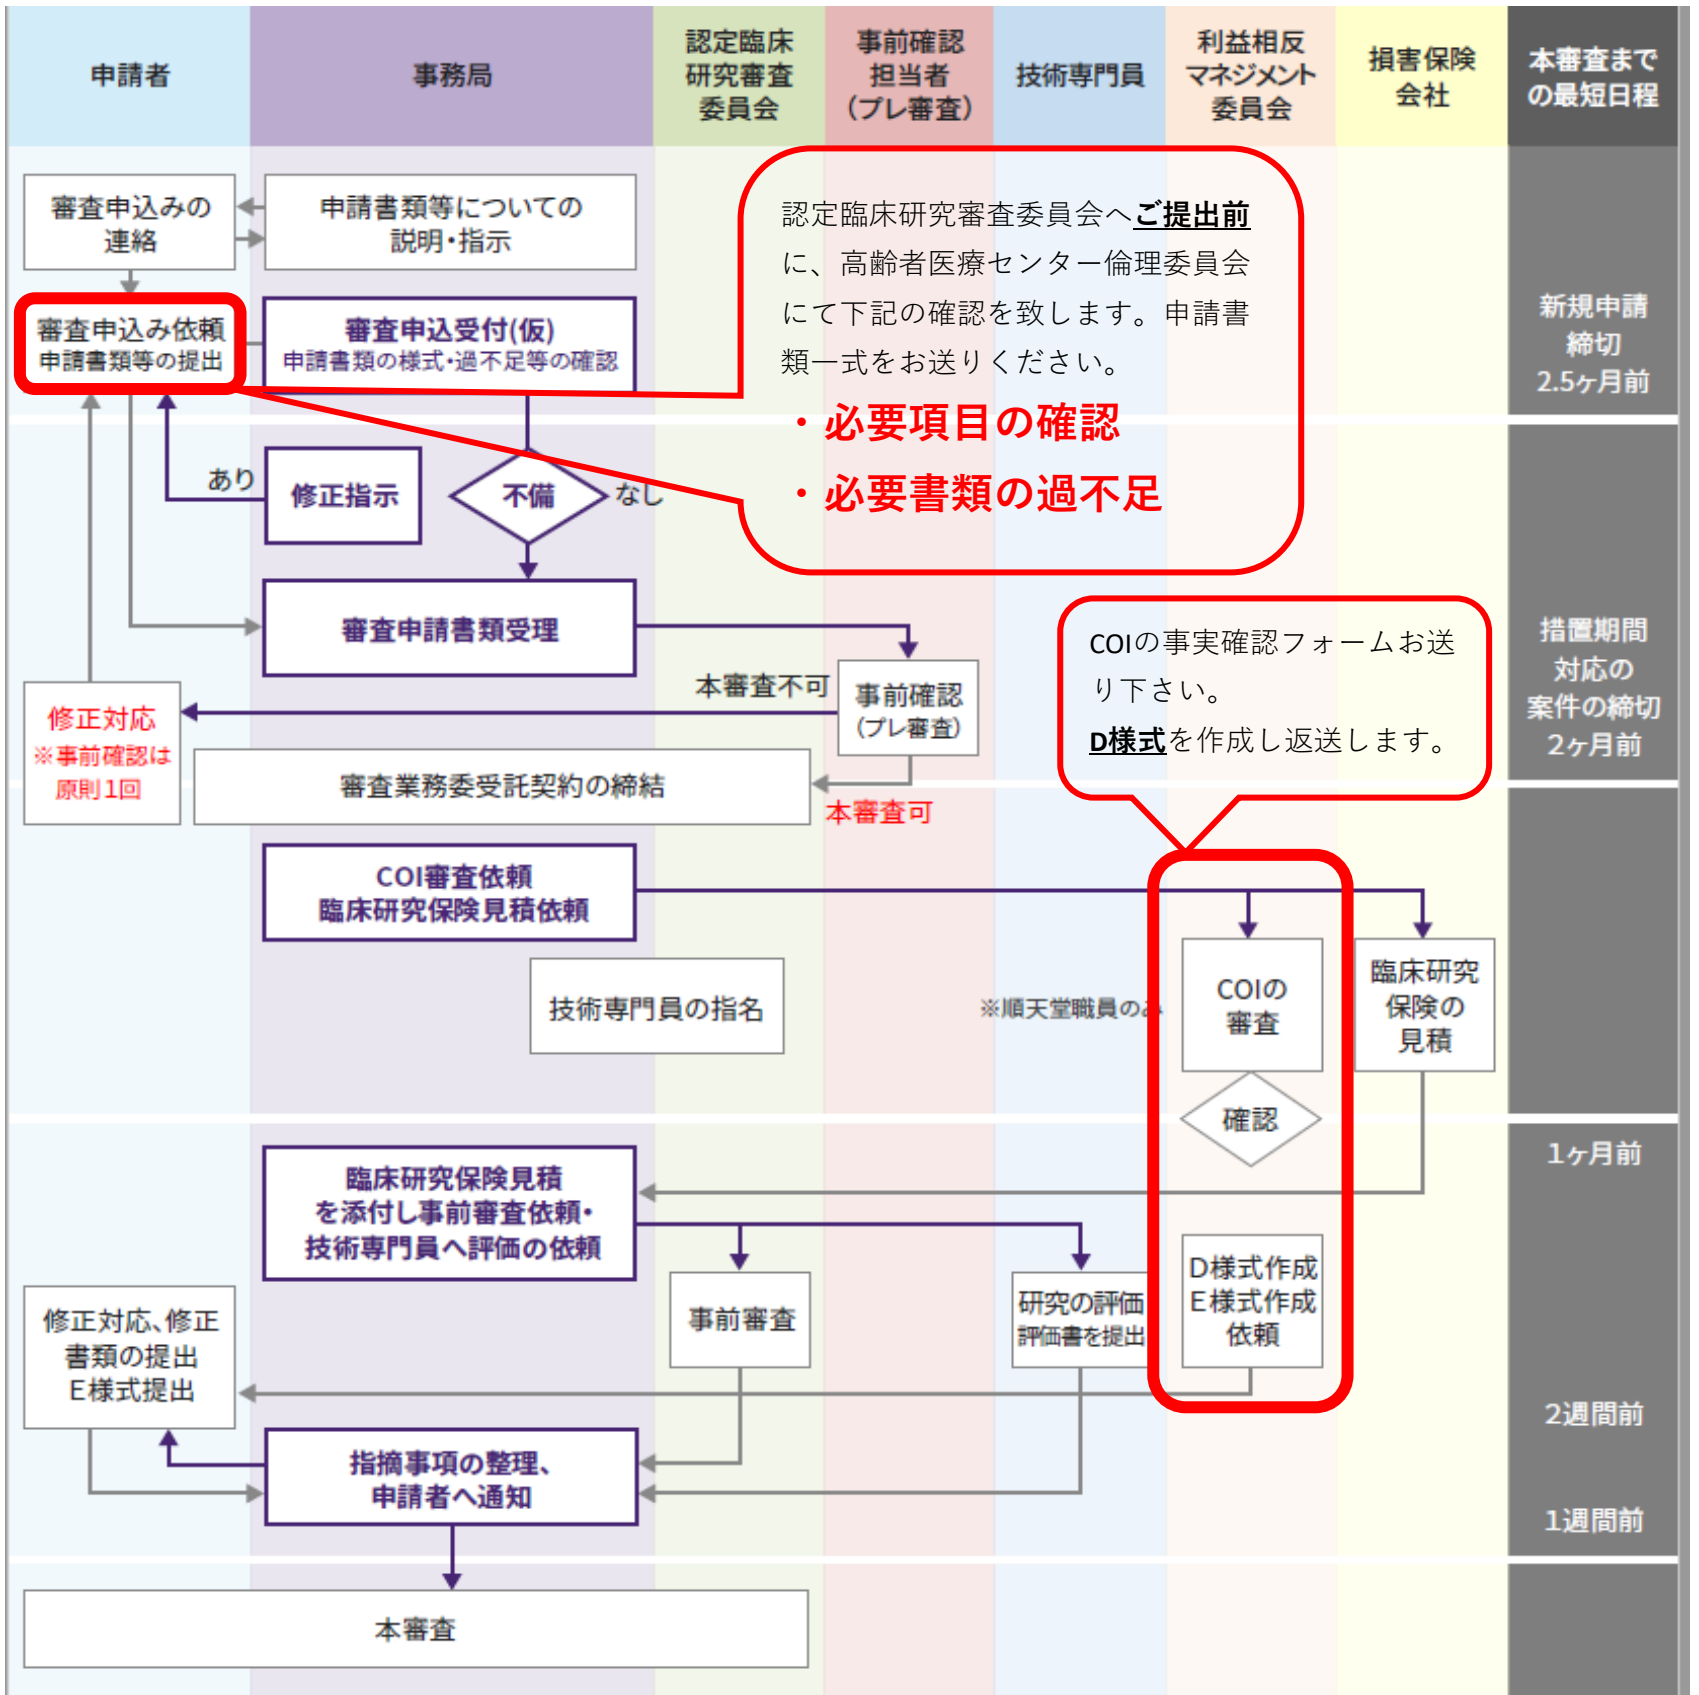 申請者
事務局
認定臨床
研究審査
委員会
事前確認
担当者
（プレ審査）
技術専門員
利益相反
マネジメント
委員会
損害保険
会社
本審査まで
の最短日程
審査申込みの
連絡
申請書類等についての
説明・指示
認定臨床研究審査委員会へご提出前
に、高齢者医療センター倫理委員会
にて下記の確認を致します。申請書
類一式をお送りください。
・必要項目の確認
・必要書類の過不足
審査申込み依頼
申請書類等の提出
審査申込受付(仮)
申請書類の様式・過不足等の確認
新規申請
締切
2.5ヶ月前
あり
修正指示
不備
なし
審査申請書類受理
COIの事実確認フォームお送
り下さい。
D様式を作成し返送します。
措置期間
対応の
案件の締切
2ヶ月前
本審査不可
事前確認
（プレ審査）
修正対応
※事前確認は
原則1回
審査業務委受託契約の締結
本審査可
COI審査依頼
臨床研究保険見積依頼
技術専門員の指名
※順天堂職員のみ
COIの
審査
臨床研究
保険の
見積
確認
1ヶ月前
臨床研究保険見積
を添付し事前審査依頼・
技術専門員へ評価の依頼
修正対応、修正
書類の提出
E様式提出
事前審査
研究の評価
評価書を提出
D様式作成
E様式作成
依頼
2週間前
指摘事項の整理、
申請者へ通知
1週間前
本審査